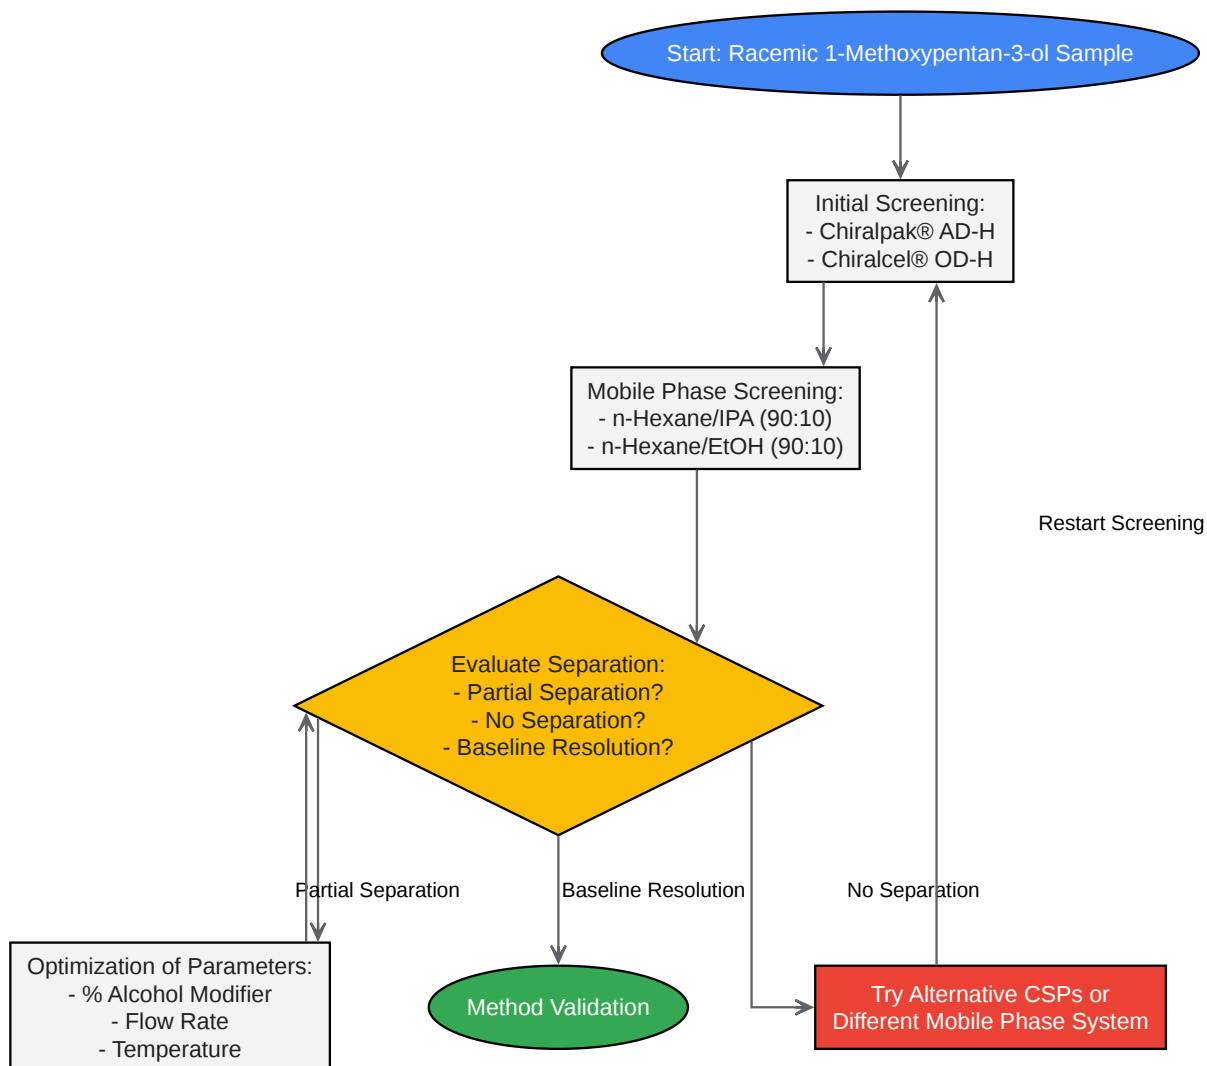 Start: Racemic 1-Methoxypentan-3-ol Sample
Initial Screening:
- Chiralpak® AD-H
- Chiralcel® OD-H
Mobile Phase Screening:
- n-Hexane/IPA (90:10)
- n-Hexane/EtOH (90:10)
Restart Screening
Evaluate Separation:
- Partial Separation?
- No Separation?
- Baseline Resolution?
Partial Separation
Baseline Resolution
No Separation
Optimization of Parameters:
- % Alcohol Modifier
- Flow Rate
- Temperature
Method Validation
Try Alternative CSPs or
Different Mobile Phase System